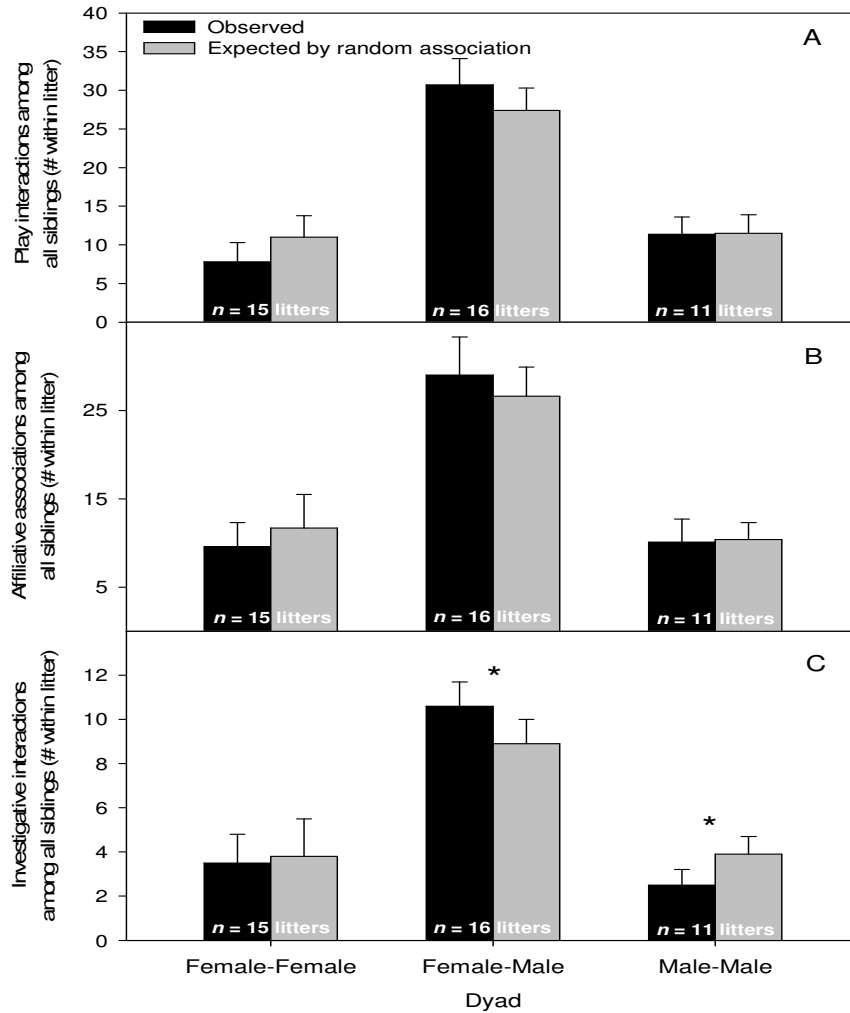 Observed
Expected by random association
A
Play interactions among
all siblings (# within litter)
40
35
30
25
20
15
10
5
0
n = 15 litters
n = 16 litters
n = 11 litters
B
Affiliative associations among
all siblings (# within litter)
25
15
5
n = 15 litters
n = 16 litters
n = 11 litters
C
Investigative interactions
among all siblings (# within litter)
12
10
8
6
4
2
0
*
*
n = 15 litters
n = 16 litters
n = 11 litters
Female-Female
Female-Male
Male-Male
Dyad